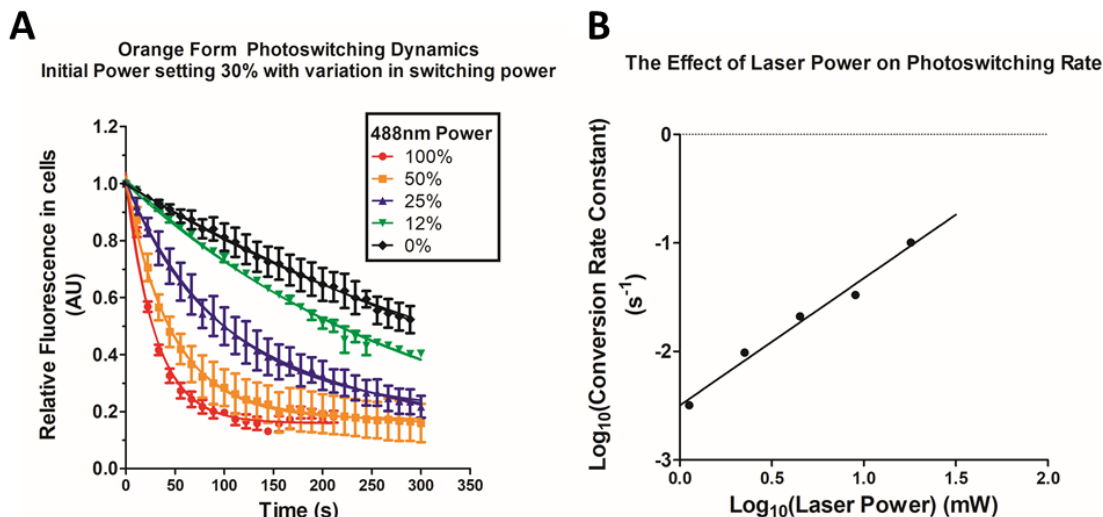 A
Orange Form Photoswitching Dynamics
Initial Power setting 30% with variation in switching power
Relative Fluorescence in cells
(AU)
1.2
1.0
0.8
0.6
0.4
0.2
0.0
488nm Power
100%
50%
25%
12%
0%
0 50 100 150 200 250 300
Time (s)
B
The Effect of Laser Power on Photoswitching Rate
Log10(Conversion Rate Constant)
(s-1)
0
-1
-2
-3
0.0 0.5 1.0 1.5 2.0
Log10(Laser Power) (mW)